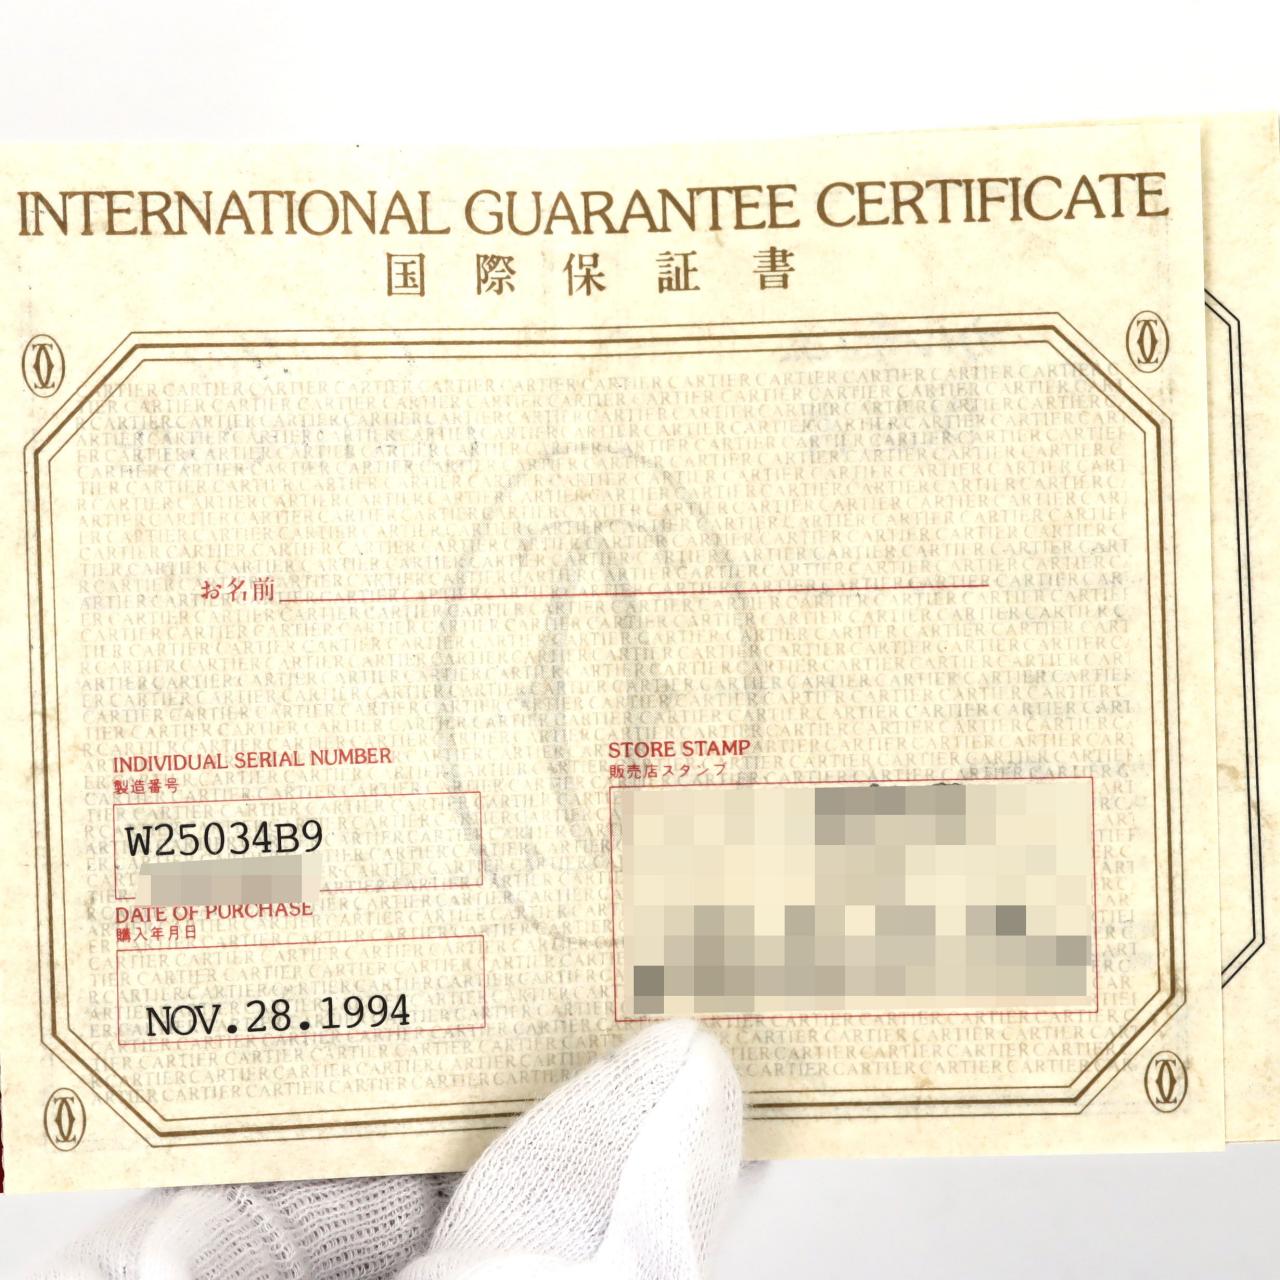 INTERNATIONAL GUARANTEE CERTIFICATE
国際保証書
お名前
INDIVIDUAL SERIAL NUMBER
製造番号
W25034B9
DATE OF PURCHASE
購入年月日
NOV.28.1994
STORE STAMP
販売店スタンプ